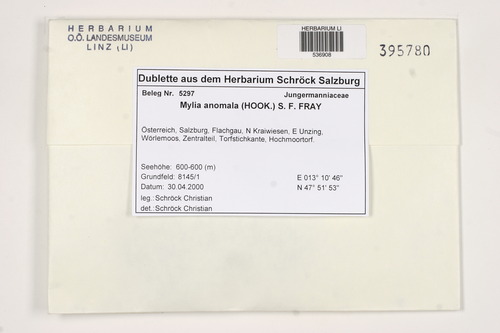 HERBARIUM
O.Ö. LANDESMUSEUM
LINZ (LI)
HERBARIUM LI
536908
395780
Dublette aus dem Herbarium Schröck Salzburg
Beleg Nr. 5297 Jungermanniaceae
Mylia anomala (HOOK.) S. F. FRAY
Österreich, Salzburg, Flachgau, N Kraiwiesen, E Unzing,
Wörlemoos, Zentralteil, Torfstichkante, Hochmoortorf.
Seehöhe: 600-600 (m)
Grundfeld: 8145/1 E 013° 10' 46"
Datum: 30.04.2000 N 47° 51' 53"
leg.: Schröck Christian
det.: Schröck Christian